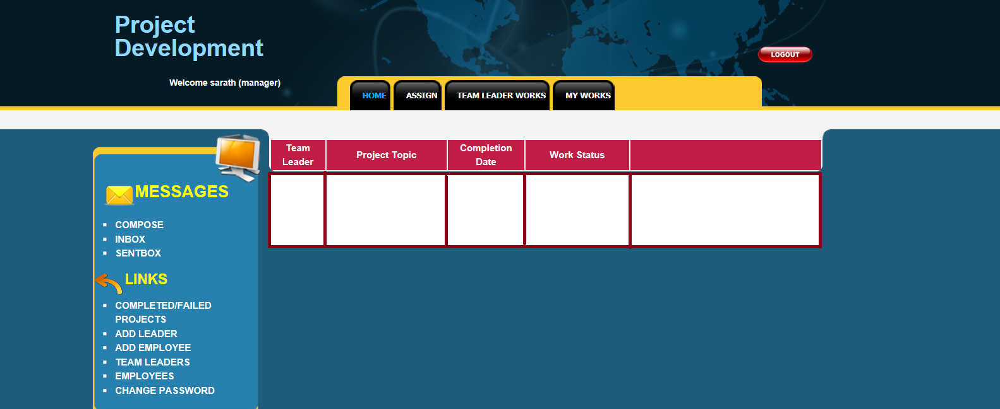 Project
Development
LOGOUT
Welcome sarath (manager)
HOME ASSIGN TEAM LEADER WORKS MY WORKS
Team
Leader
Project Topic
Completion
Date
Work Status
MESSAGES
COMPOSE
INBOX
SENTBOX
LINKS
COMPLETED/FAILED
PROJECTS
ADD LEADER
ADD EMPLOYEE
TEAM LEADERS
EMPLOYEES
CHANGE PASSWORD